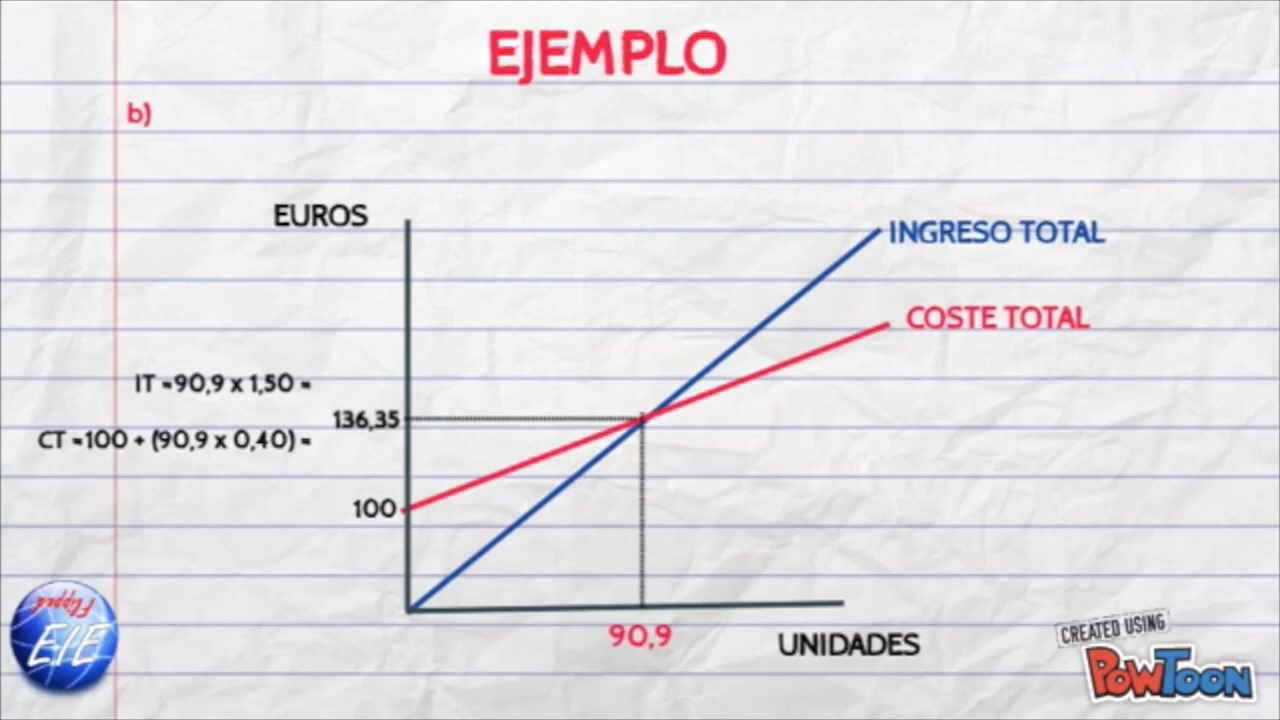 EJEMPLO
b)
EUROS
INGRESO TOTAL
COSTE TOTAL
IT =90,9 x 1,50 =
136,35
CT =100 + (90,9 x 0,40) =
100
90,9
UNIDADES
Flipped
E/E
CREATED USING
POWTOON